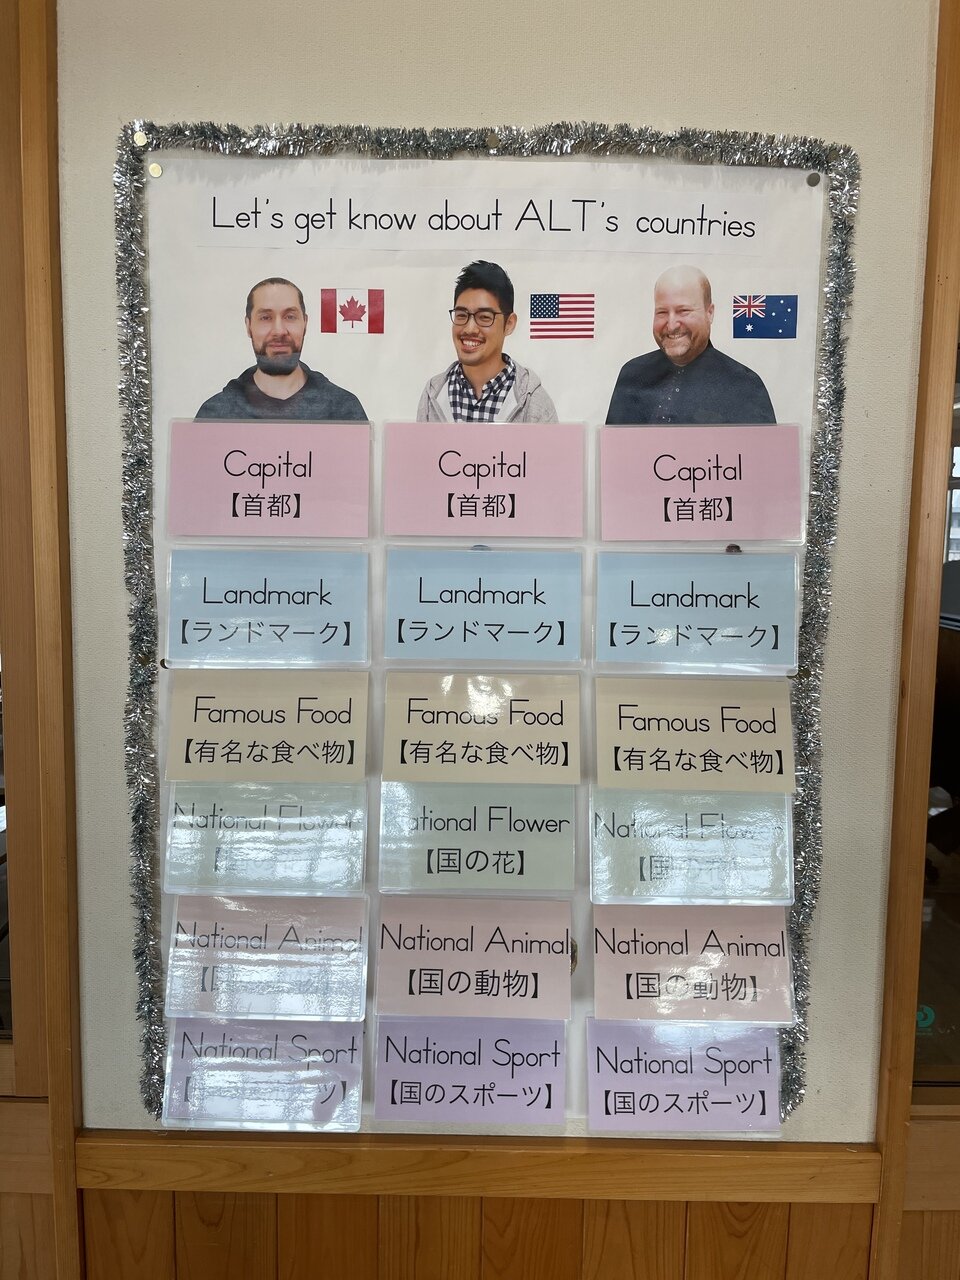 Let's get know about ALT's countries
Capital
【首都】
Capital
【首都】
Capital
【首都】
Landmark
【ランドマーク】
Landmark
【ランドマーク】
Landmark
【ランドマーク】
Famous Food
【有名な食べ物】
Famous Food
【有名な食べ物】
Famous Food
【有名な食べ物】
National Flower
National Flower
【国の花】
National Flower
【国の花】
National Animal
National Animal
【国の動物】
National Animal
【国の動物】
National Sport
National Sport
【国のスポーツ】
National Sport
【国のスポーツ】